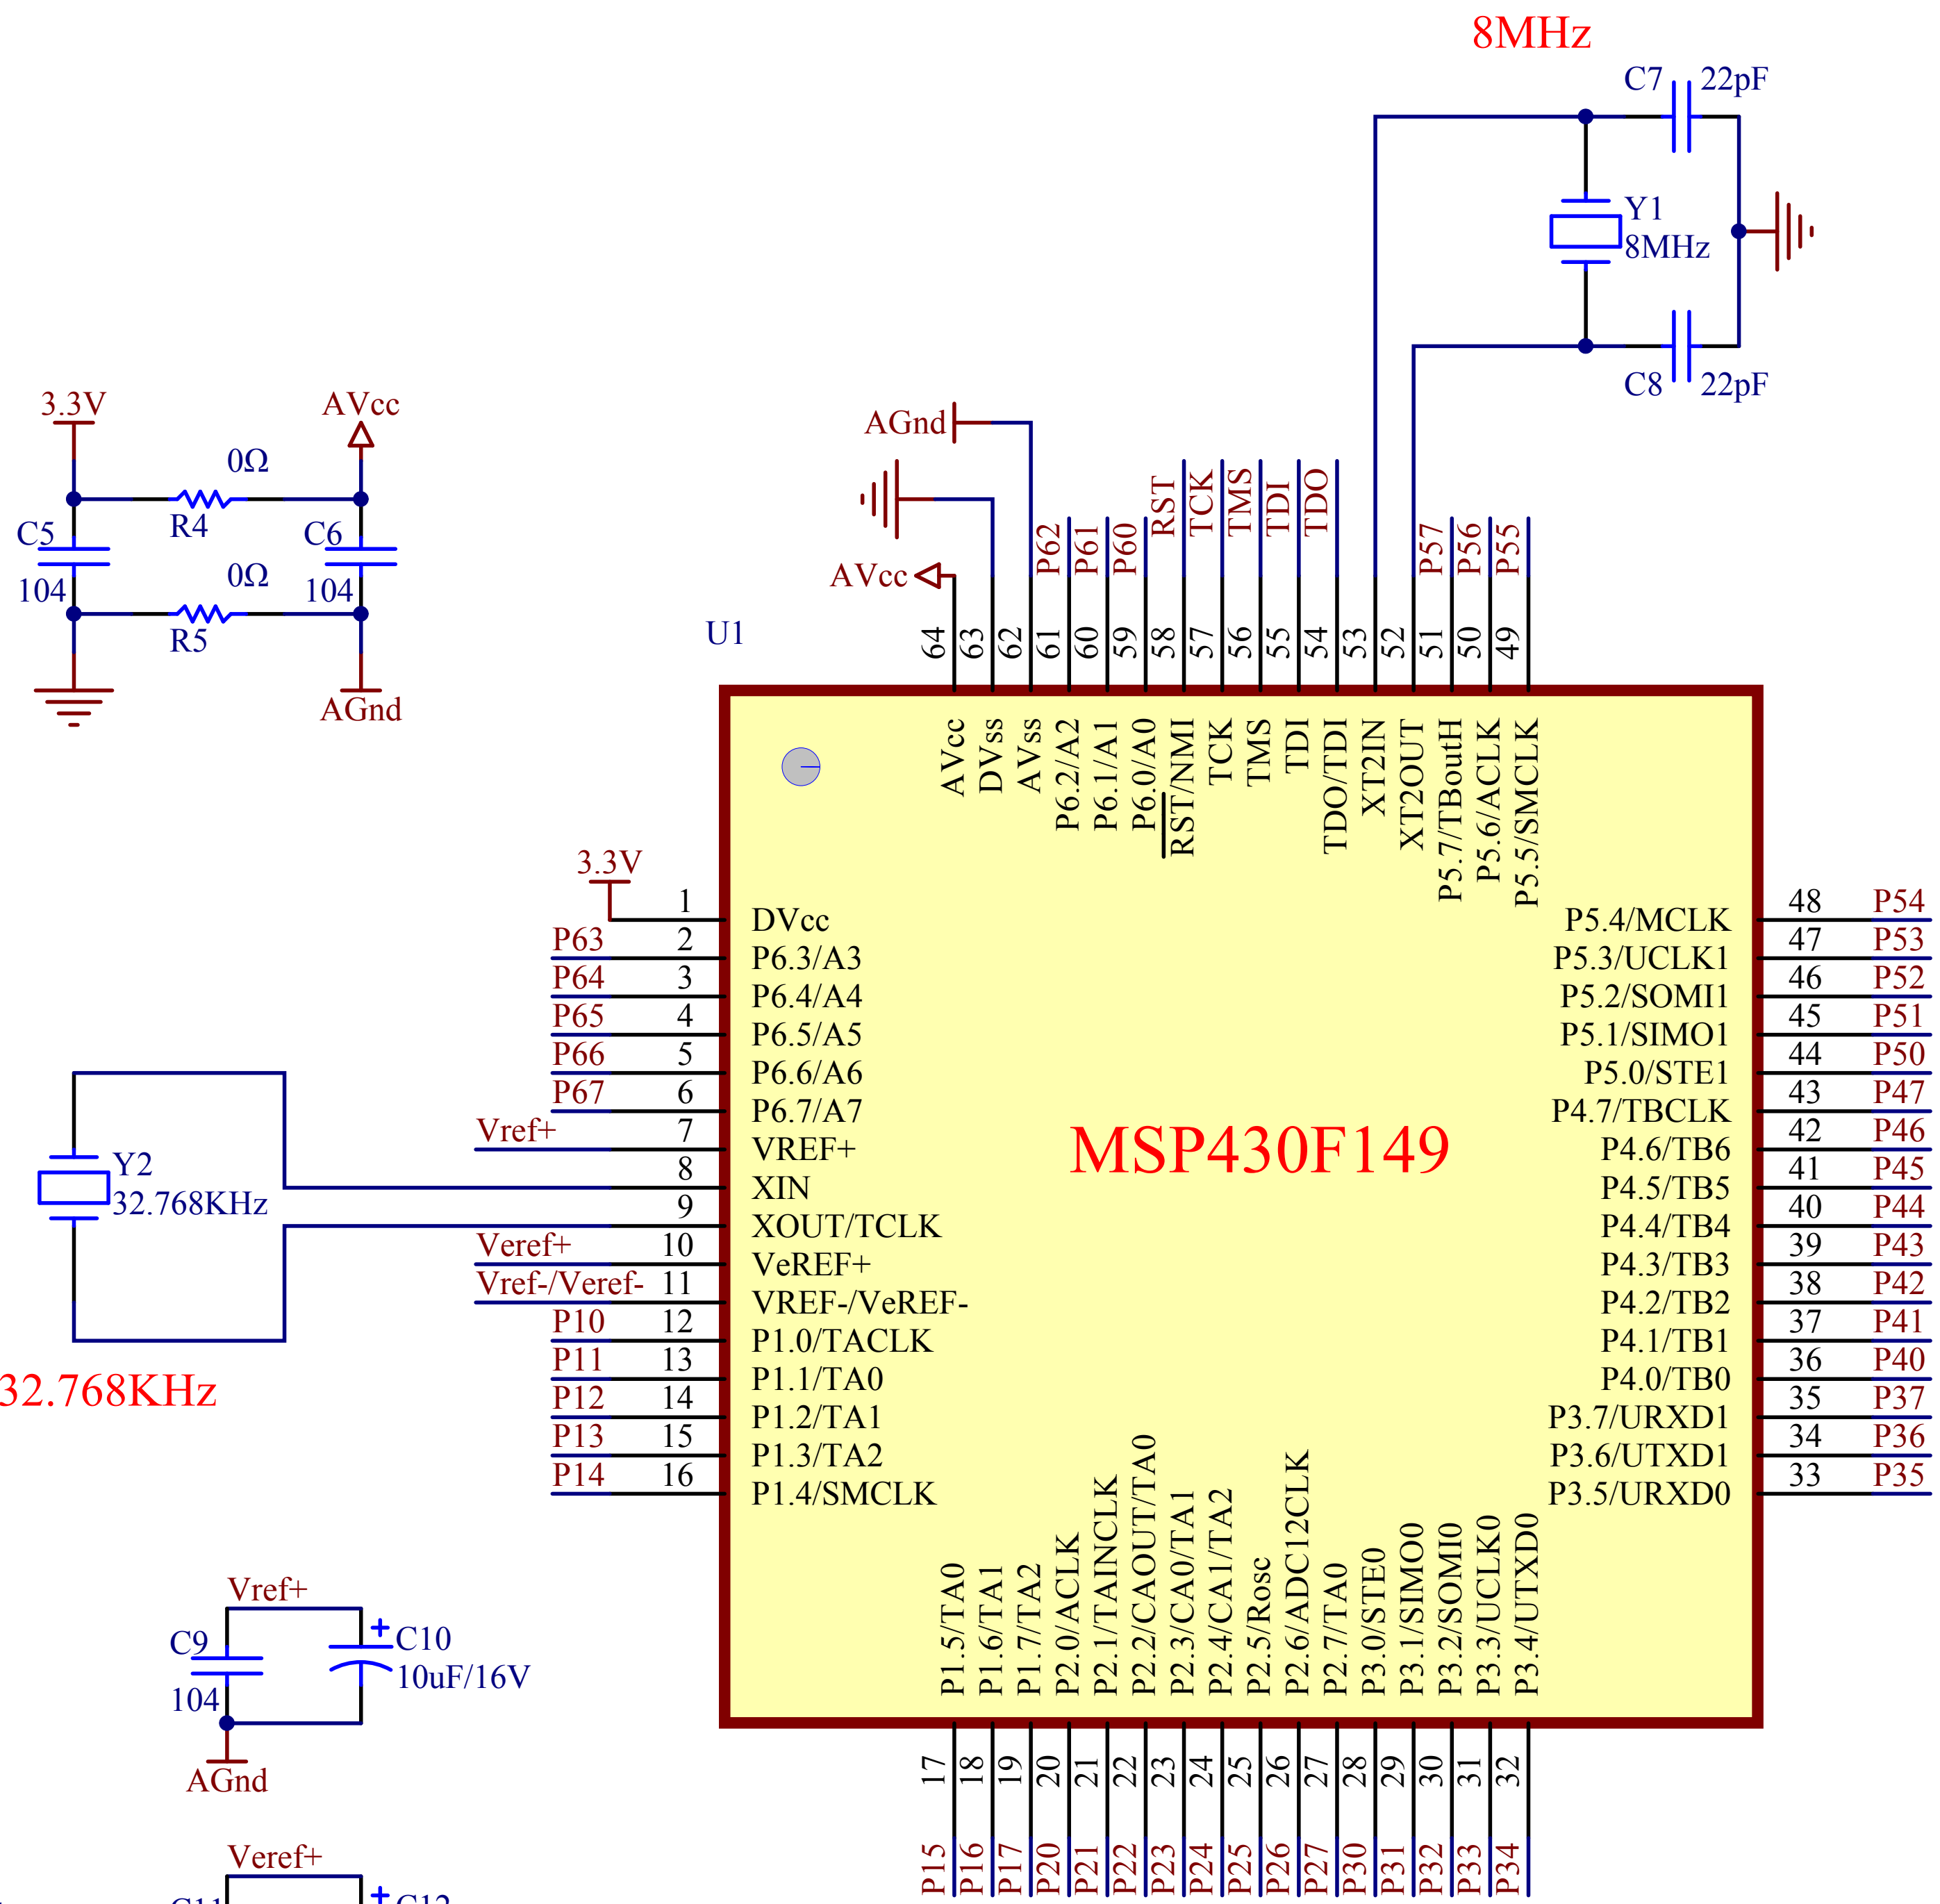 8MHz
C7 22pF
Y1
8MHz
C8 22pF
3.3V
AVcc
0Ω
R4
C5
104
C6
104
0Ω
R5
AGnd
AGnd
AVcc
P62
P61
P60
RST
TCK
TMS
TDI
TDO
P57
P56
P55
U1
64
63
62
61
60
59
58
57
56
55
54
53
52
51
50
49
AVcc
DVss
AVss
P6.2/A2
P6.1/A1
P6.0/A0
RST/NMI
TCK
TMS
TDI
TDO/TDI
XT2IN
XT2OUT
P5.7/TBoutH
P5.6/ACLK
P5.5/SMCLK
3.3V
1 DVcc
P63 2 P6.3/A3
P64 3 P6.4/A4
P65 4 P6.5/A5
P66 5 P6.6/A6
P67 6 P6.7/A7
Vref+ 7 VREF+
8 XIN
9 XOUT/TCLK
Veref+ 10 VeREF+
Vref-/Veref- 11 VREF-/VeREF-
P10 12 P1.0/TACLK
P11 13 P1.1/TA0
P12 14 P1.2/TA1
P13 15 P1.3/TA2
P14 16 P1.4/SMCLK
Y2
32.768KHz
32.768KHz
MSP430F149
P5.4/MCLK 48 P54
P5.3/UCLK1 47 P53
P5.2/SOMI1 46 P52
P5.1/SIMO1 45 P51
P5.0/STE1 44 P50
P4.7/TBCLK 43 P47
P4.6/TB6 42 P46
P4.5/TB5 41 P45
P4.4/TB4 40 P44
P4.3/TB3 39 P43
P4.2/TB2 38 P42
P4.1/TB1 37 P41
P4.0/TB0 36 P40
P3.7/URXD1 35 P37
P3.6/UTXD1 34 P36
P3.5/URXD0 33 P35
P1.5/TA0
P1.6/TA1
P1.7/TA2
P2.0/ACLK
P2.1/TAINCLK
P2.2/CAOUT/TA0
P2.3/CA0/TA1
P2.4/CA1/TA2
P2.5/Rosc
P2.6/ADC12CLK
P2.7/TA0
P3.0/STE0
P3.1/SIMO0
P3.2/SOMI0
P3.3/UCLK0
P3.4/UTXD0
17
18
19
20
21
22
23
24
25
26
27
28
29
30
31
32
P15
P16
P17
P20
P21
P22
P23
P24
P25
P26
P27
P30
P31
P32
P33
P34
Vref+
C9
104
C10
10uF/16V
AGnd
Veref+
C11
C12